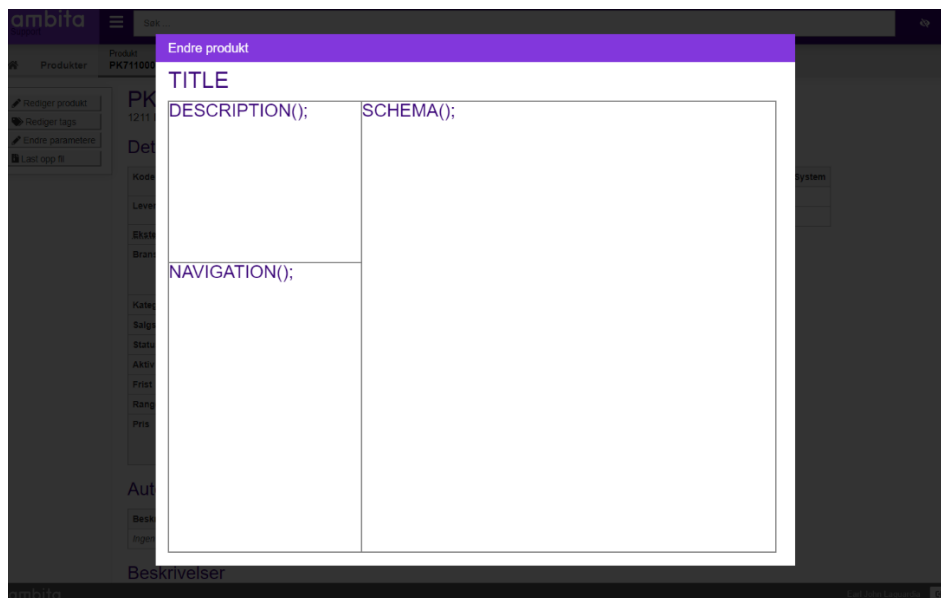 ambita
support
Søk...
Endre produkt
Produkter
Produkt
PK711000
TITLE
DESCRIPTION();
SCHEMA();
NAVIGATION();
Rediger produkt
Rediger tags
Endre parametere
Last opp fil
PK
1211
Det
Kode
System
Lever
Ekste
Brans
Kateg
Salgs
Status
Aktiv
Frist
Rang
Pris
Aut
Beskr
Ingen
Beskrivelser
ambita